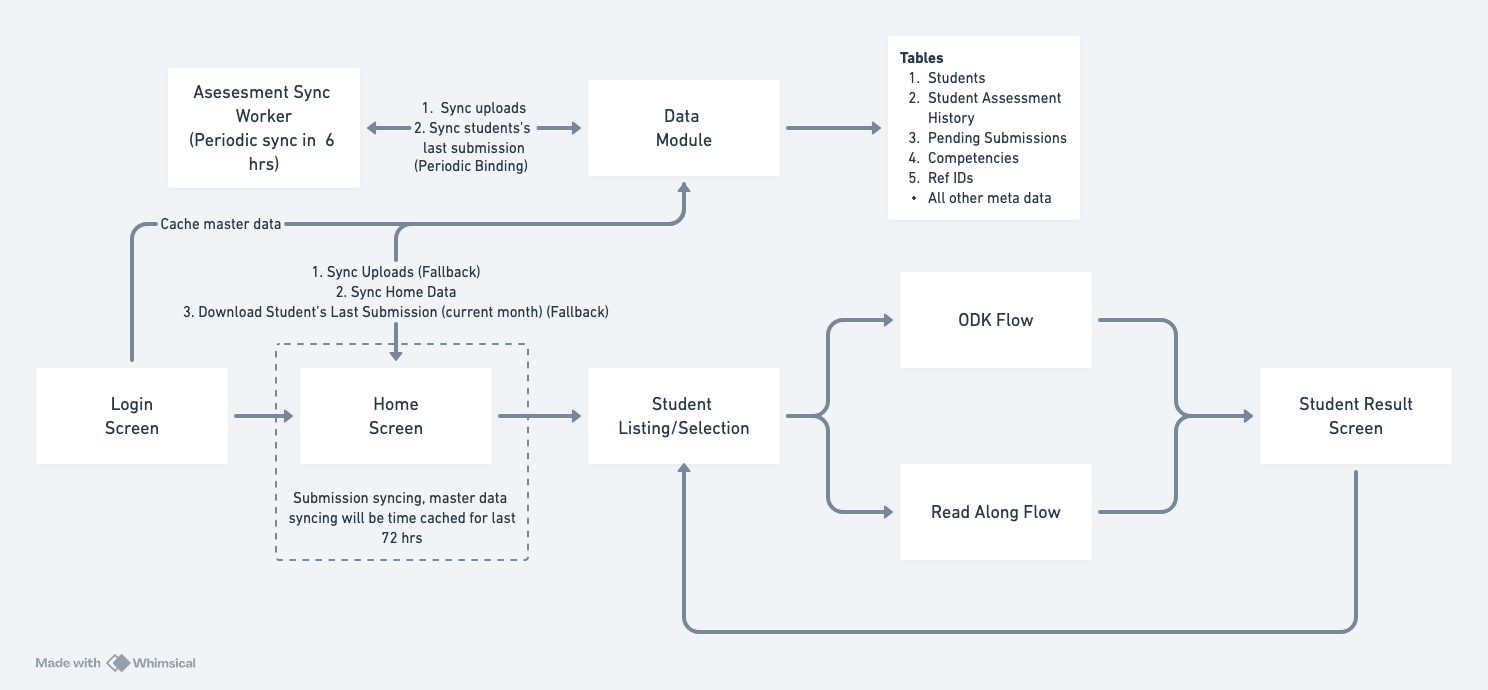 Asesesment Sync
Worker
(Periodic sync in 6
hrs)
1. Sync uploads
2. Sync students's
last submission
(Periodic Binding)
Data
Module
Tables
1. Students
2. Student Assessment
History
3. Pending Submissions
4. Competencies
5. Ref IDs
• All other meta data
Cache master data
1. Sync Uploads (Fallback)
2. Sync Home Data
3. Download Student's Last Submission (current month) (Fallback)
Login
Screen
Home
Screen
Submission syncing, master data
syncing will be time cached for last
72 hrs
Student
Listing/Selection
ODK Flow
Read Along Flow
Student Result
Screen
Made with Whimsical